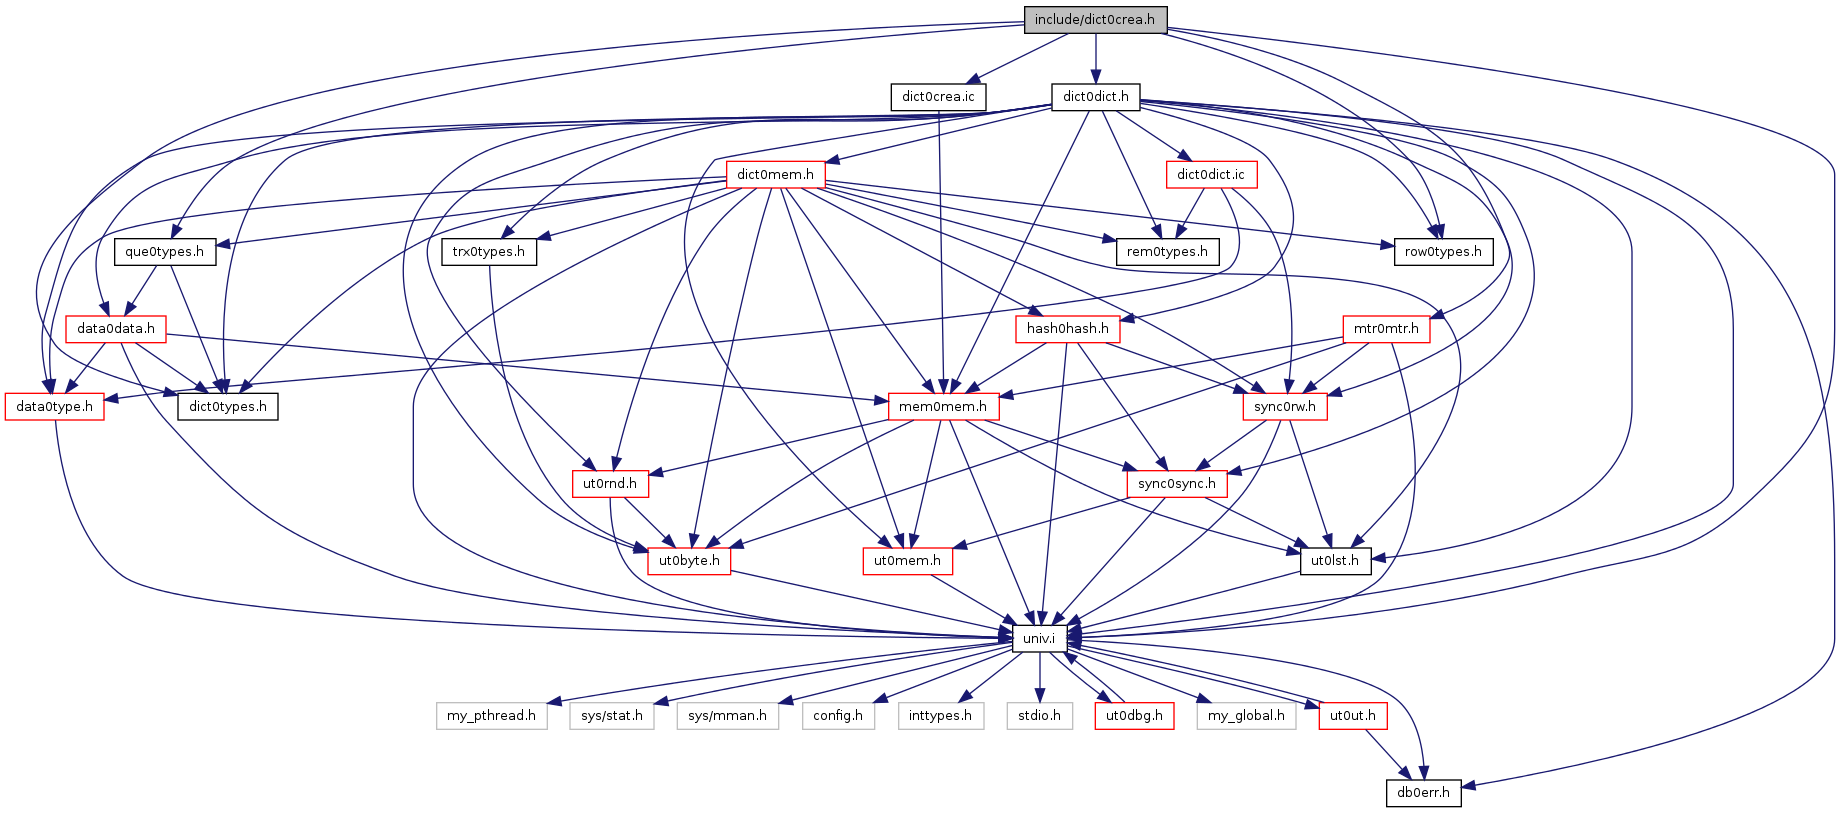 include/dict0crea.h
dict0crea.ic
dict0dict.h
dict0mem.h
dict0dict.ic
que0types.h
trx0types.h
rem0types.h
row0types.h
data0data.h
hash0hash.h
mtr0mtr.h
data0type.h
dict0types.h
mem0mem.h
sync0rw.h
ut0rnd.h
sync0sync.h
ut0byte.h
ut0mem.h
ut0lst.h
univ.i
my_pthread.h
sys/stat.h
sys/mman.h
config.h
inttypes.h
stdio.h
ut0dbg.h
my_global.h
ut0ut.h
db0err.h